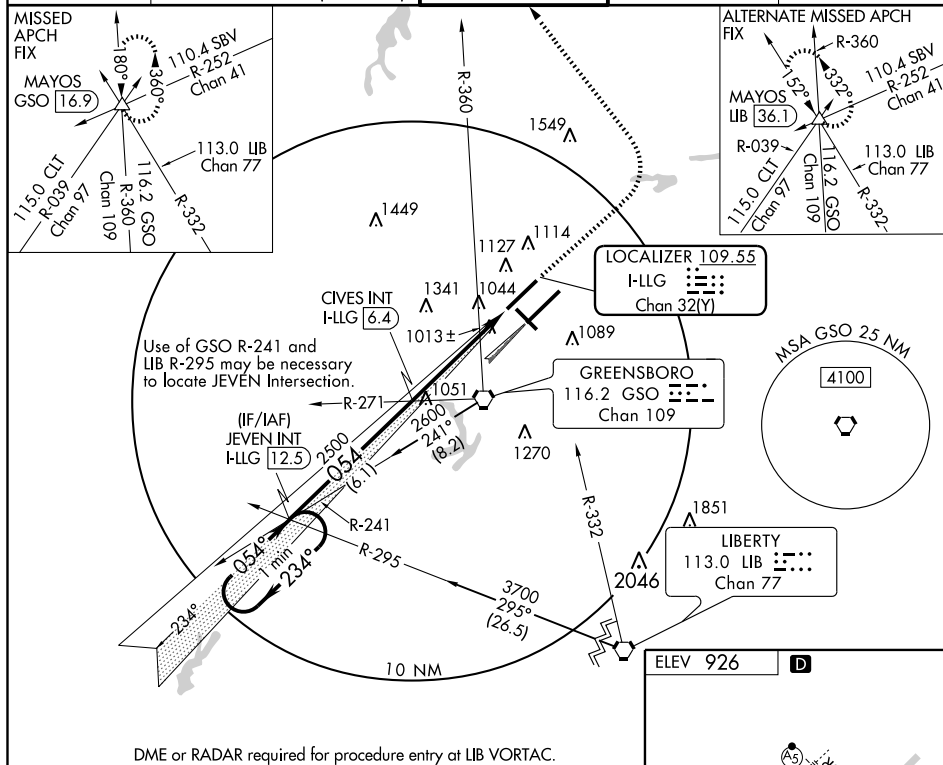 MISSED
APCH
FIX
180°
360°
110.4 SBV
R-252
Chan 41
MAYOS
GSO 16.9
113.0 LIB
Chan 77
115.0 CLT
R-039
Chan 97
116.2 GSO
R-360
Chan 109
R-332
ALTERNATE MISSED APCH
FIX
R-360
152°
332°
110.4 SBV
R-252
Chan 41
MAYOS
LIB 36.1
R-039
113.0 LIB
Chan 77
115.0 CLT
Chan 97
116.2 GSO
Chan 109
R-332
R-360
1549
1449
1127
1114
LOCALIZER 109.55
I-LLG
Chan 32(Y)
CIVES INT
I-LLG 6.4
1341
1044
1013 ±
1089
Use of GSO R-241 and
LIB R-295 may be necessary
to locate JEVEN Intersection.
MSA GSO 25 NM
4100
GREENSBORO
116.2 GSO
Chan 109
R-271
1051
2600
241°
(8.2)
1270
(IF/IAF)
JEVEN INT
I-LLG 12.5
2500
054°
(6.1)
R-241
R-295
R-332
1851
2046
LIBERTY
113.0 LIB
Chan 77
054°
1 min
234°
234°
3700
295°
(26.5)
10 NM
ELEV 926
D
A5
DME or RADAR required for procedure entry at LIB VORTAC.